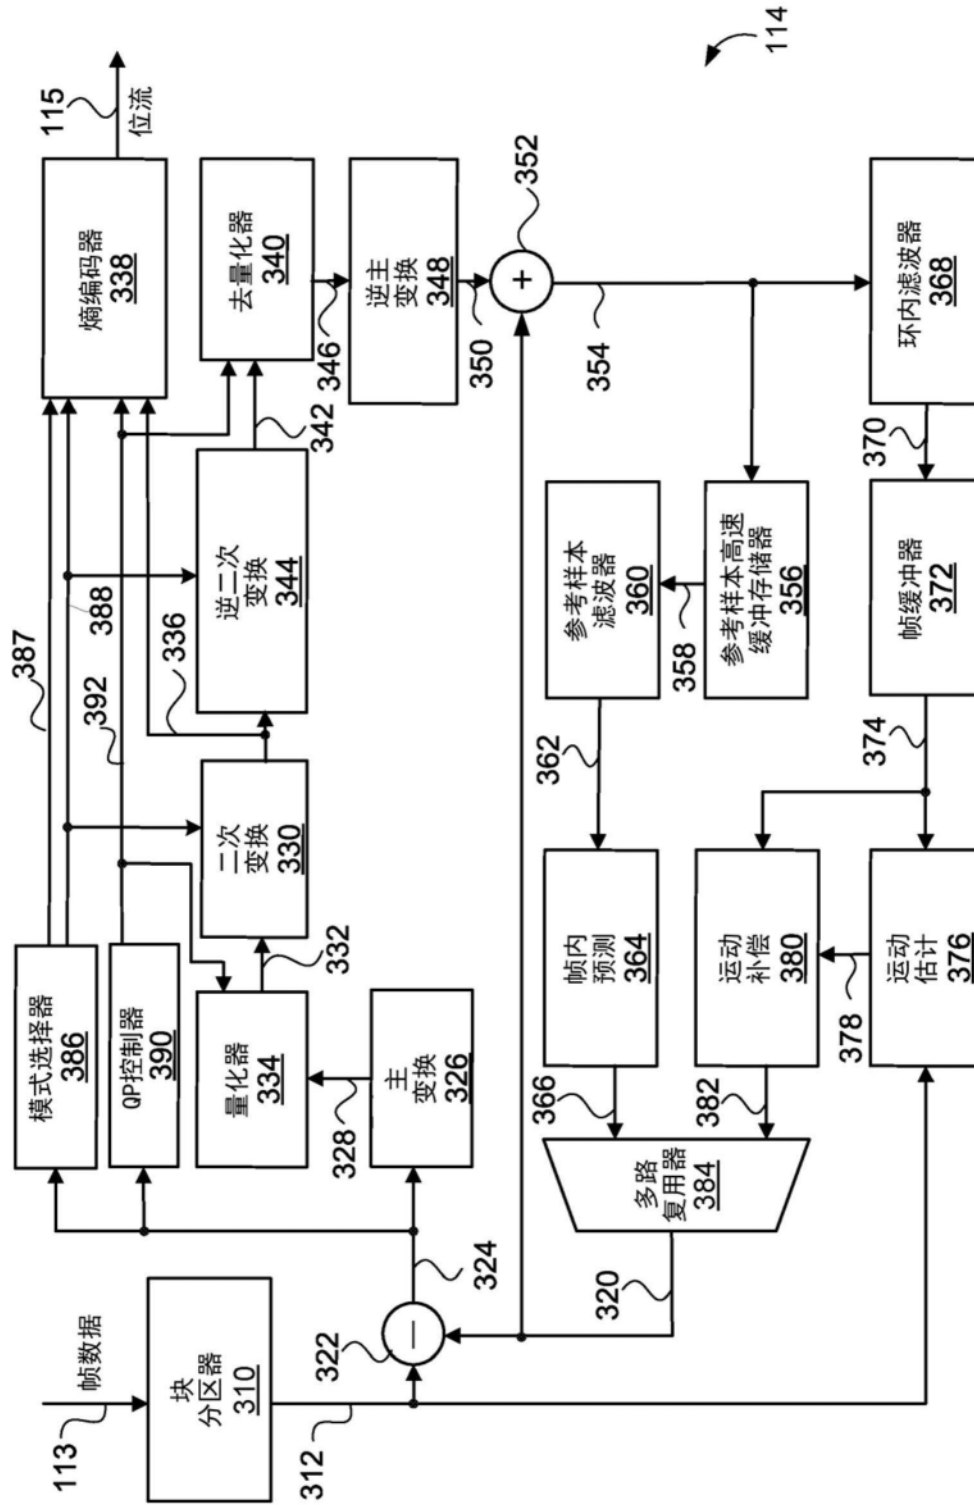 113
帧数据
块
分区器
310
312
322
324
模式选择器
386
QP控制器
390
387
388
392
量化器
334
328
主
变换
326
332
二次
变换
330
336
逆二次
变换
344
342
熵编码器
338
115
位流
去量化器
340
346
逆主
变换
348
350
352
354
参考样本高速
缓冲存储器
356
358
参考样本
滤波器
360
362
帧内
预测
364
366
多路
复用器
384
320
382
运动
补偿
380
378
运动
估计
376
374
帧缓冲器
372
370
环内滤波器
368
114